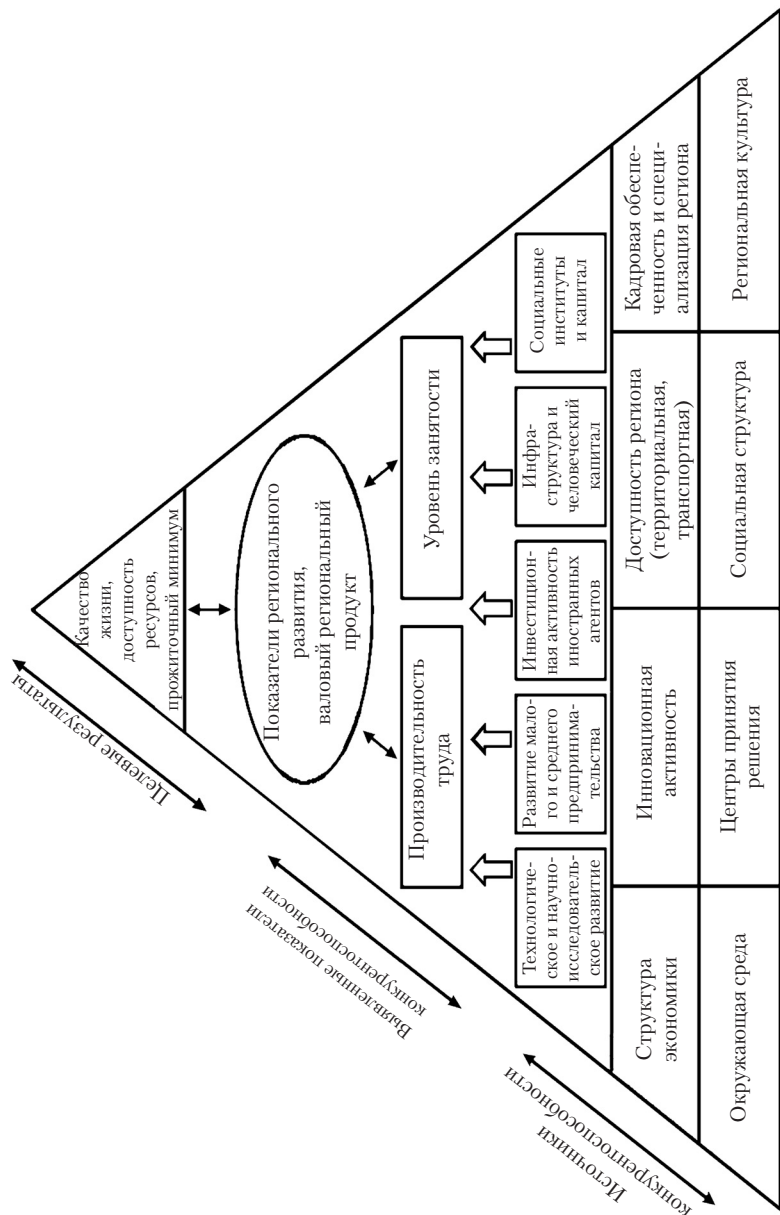 Качество
жизни,
доступность
ресурсов,
прожиточный минимум
Целевые результаты
Показатели регионального
развития,
валовый региональный
продукт
Выявленные показатели
конкурентоспособности
Производительность
труда
Уровень занятости
Источники
конкурентоспособности
Технологиче-
ское и научно-
исследователь-
ское развитие
Развитие мало-
го и среднего
предпринима-
тельства
Инвестицион-
ная активность
иностранных
агентов
Инфра-
структура и
человеческий
капитал
Социальные
институты
и капитал
Структура
экономики
Инновационная
активность
Доступность региона
(территориальная,
транспортная)
Кадровая обеспе-
ченность и специ-
ализация региона
Окружающая среда
Центры принятия
решения
Социальная структура
Региональная культура